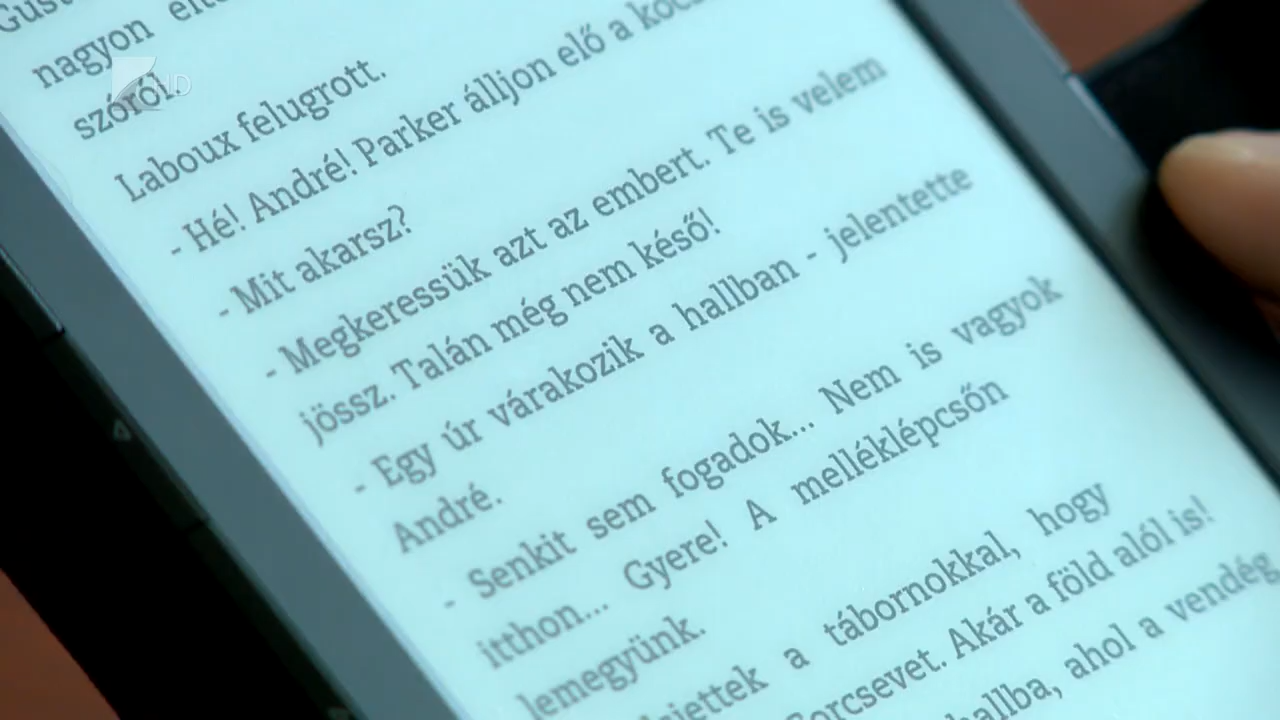 nagyon
szóról.
HD
Laboux felugrott.
- Hé! André! Parker álljon elő a
- Mit akarsz?
- Megkeressük azt az embert. Te is velem
jössz. Talán még nem késő!
- Egy úr várakozik a hallban - jelentette
André.
- Senkit sem fogadok... Nem is vagyok
itthon... Gyere! A melléklépcsőn
lemegyünk.
a tábornokkal, hogy
Akár a föld alól is!
ahol a vendég